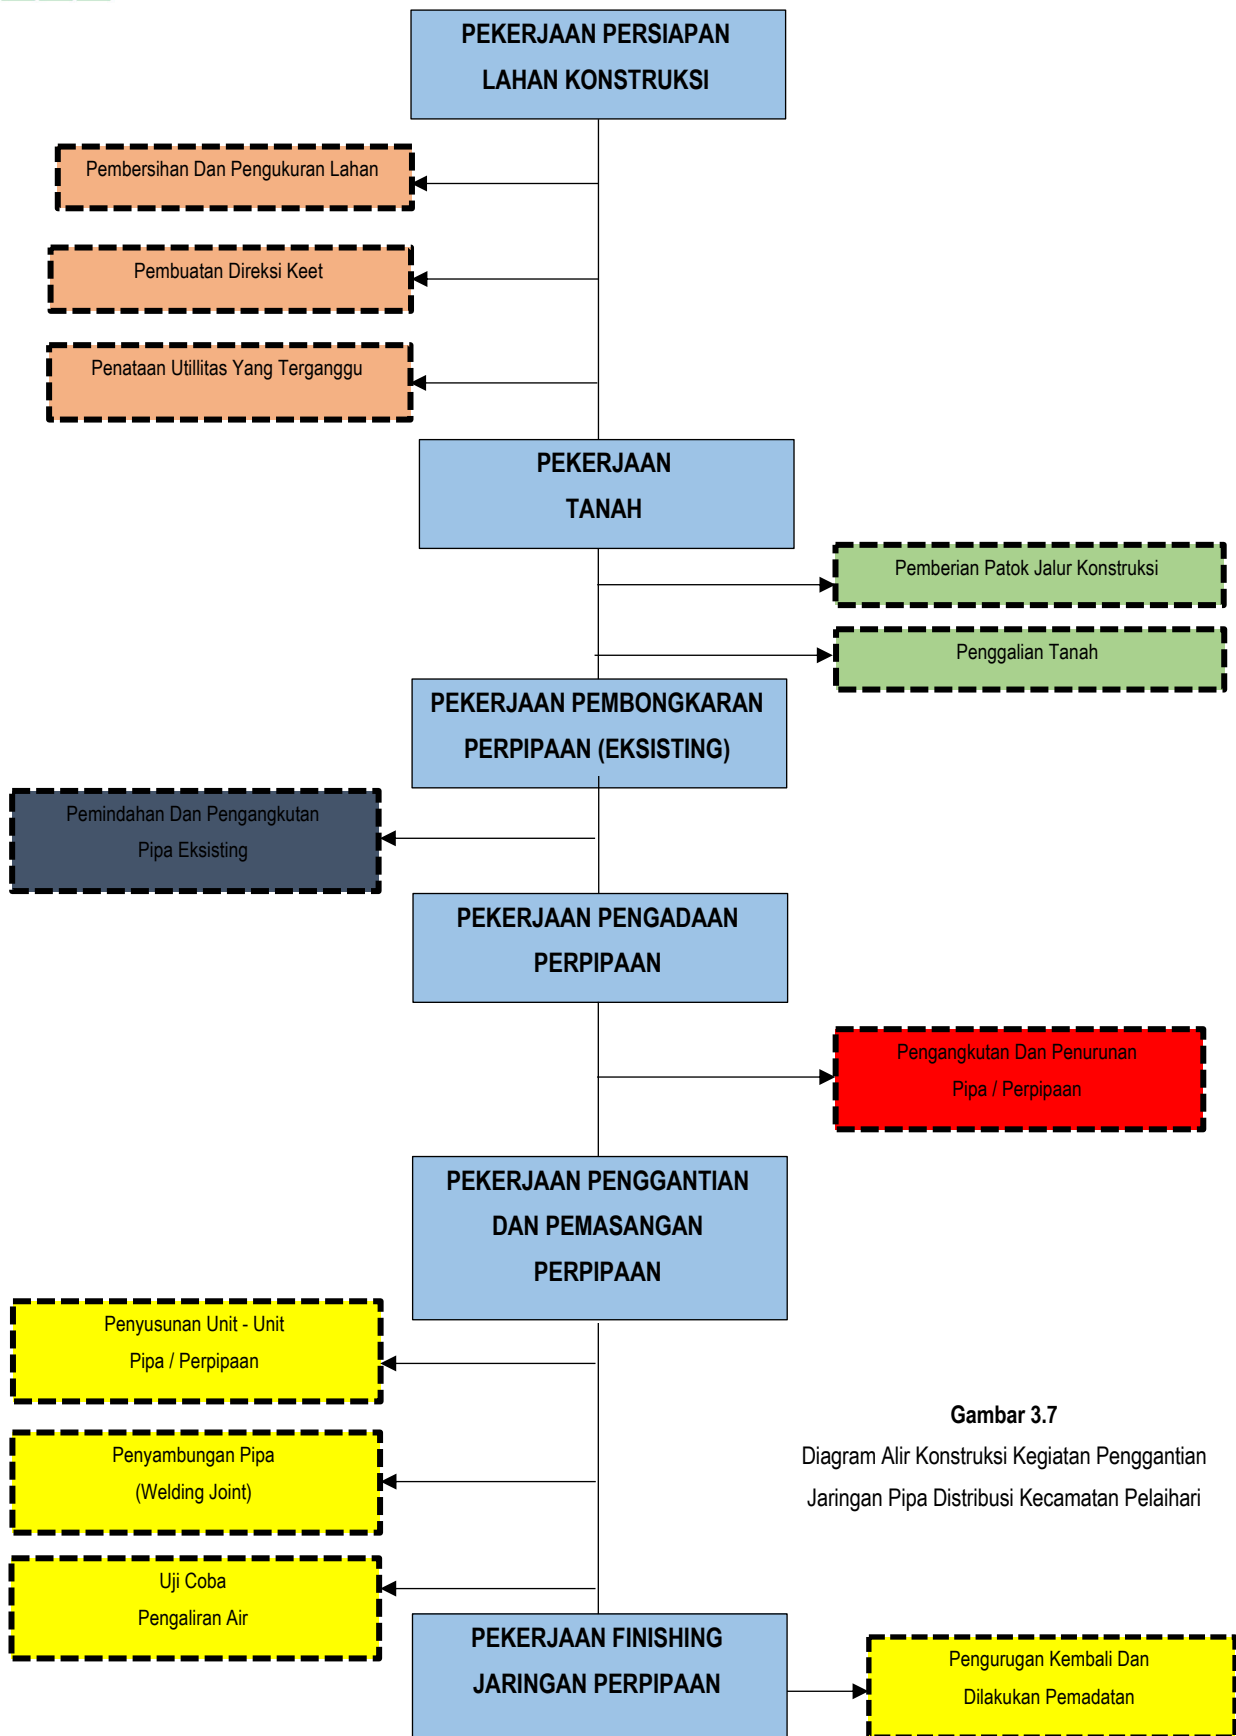 PEKERJAAN PERSIAPAN
LAHAN KONSTRUKSI
Pembersihan Dan Pengukuran Lahan
Pembuatan Direksi Keet
Penataan Utillitas Yang Terganggu
PEKERJAAN
TANAH
Pemberian Patok Jalur Konstruksi
Penggalian Tanah
PEKERJAAN PEMBONGKARAN
PERPIPAAN (EKSISTING)
Pemindahan Dan Pengangkutan
Pipa Eksisting
PEKERJAAN PENGADAAN
PERPIPAAN
Pengangkutan Dan Penurunan
Pipa / Perpipaan
PEKERJAAN PENGGANTIAN
DAN PEMASANGAN
PERPIPAAN
Penyusunan Unit - Unit
Pipa / Perpipaan
Penyambungan Pipa
(Welding Joint)
Uji Coba
Pengaliran Air
Gambar 3.7
Diagram Alir Konstruksi Kegiatan Penggantian
Jaringan Pipa Distribusi Kecamatan Pelaihari
PEKERJAAN FINISHING
JARINGAN PERPIPAAN
Pengurugan Kembali Dan
Dilakukan Pemadatan